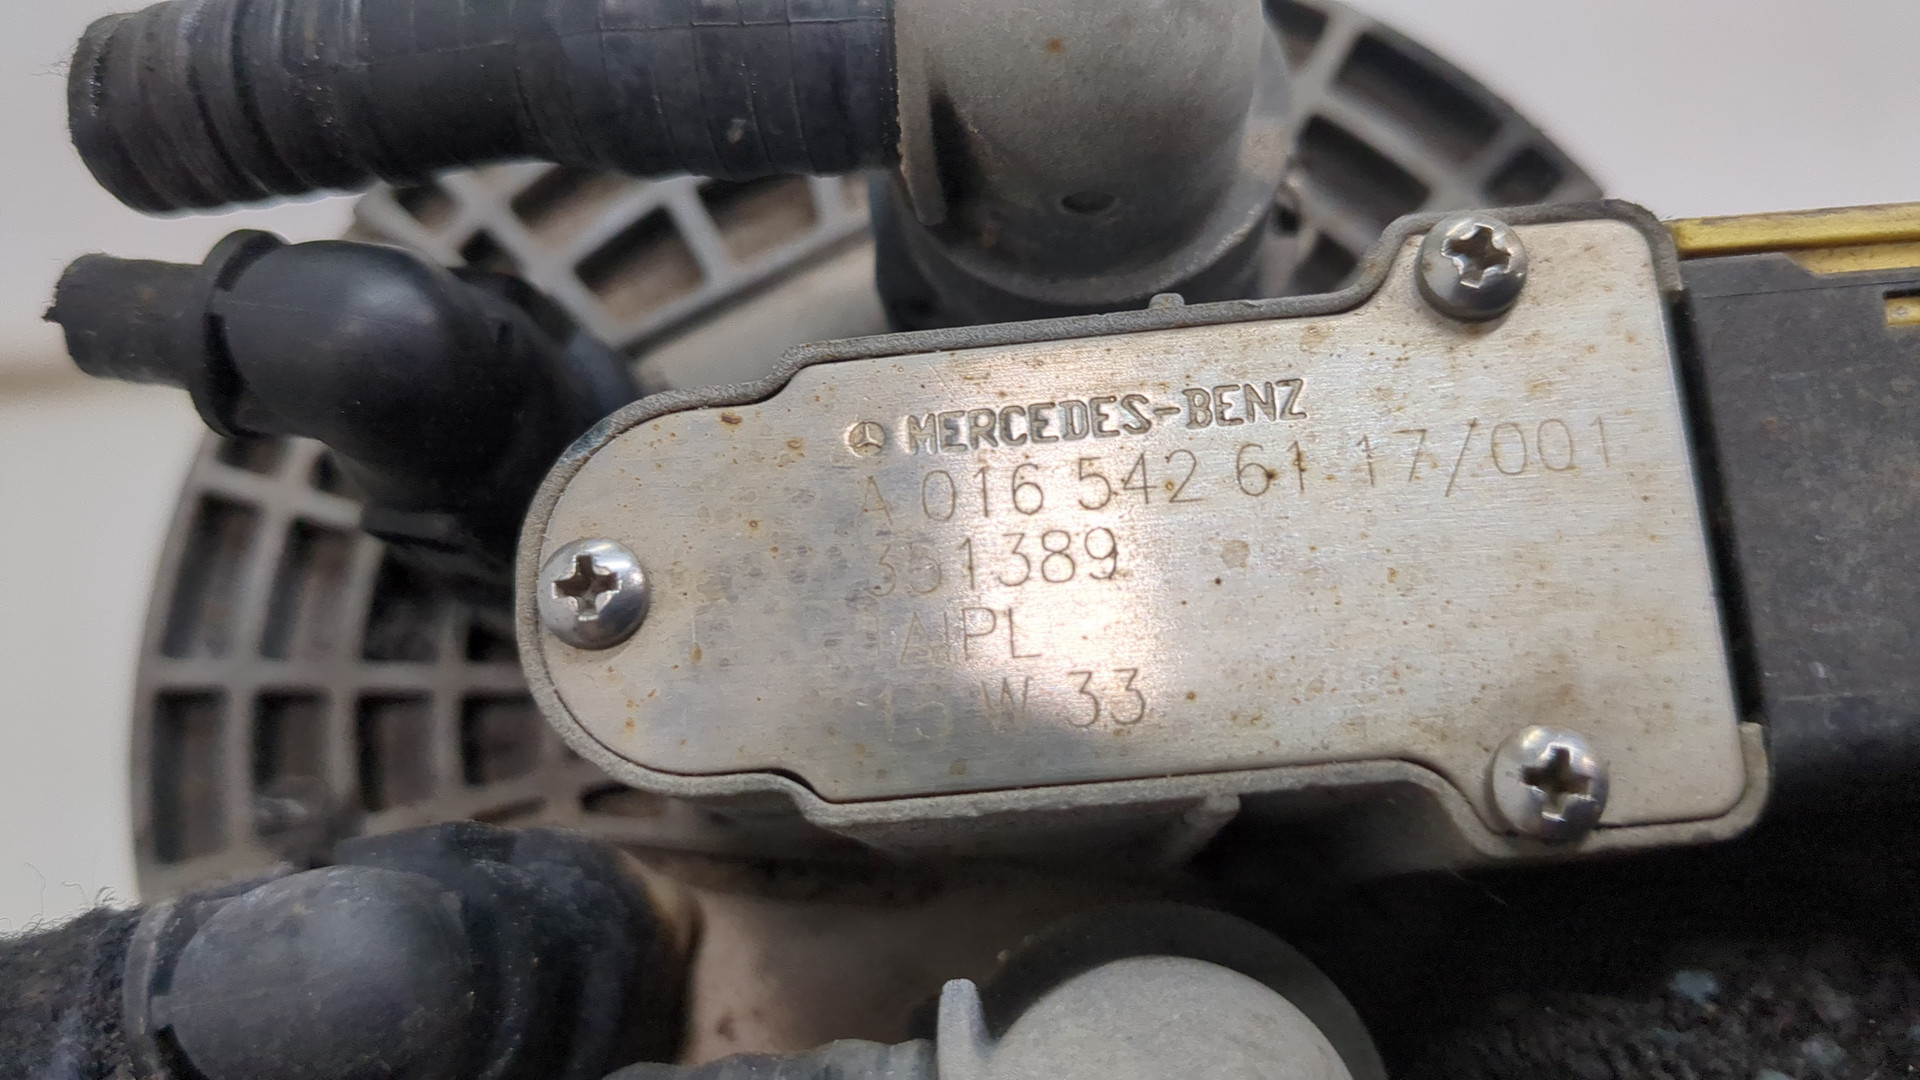 MERCEDES-BENZ
A 016 542 61 17/001
351389
AIPL
W 33